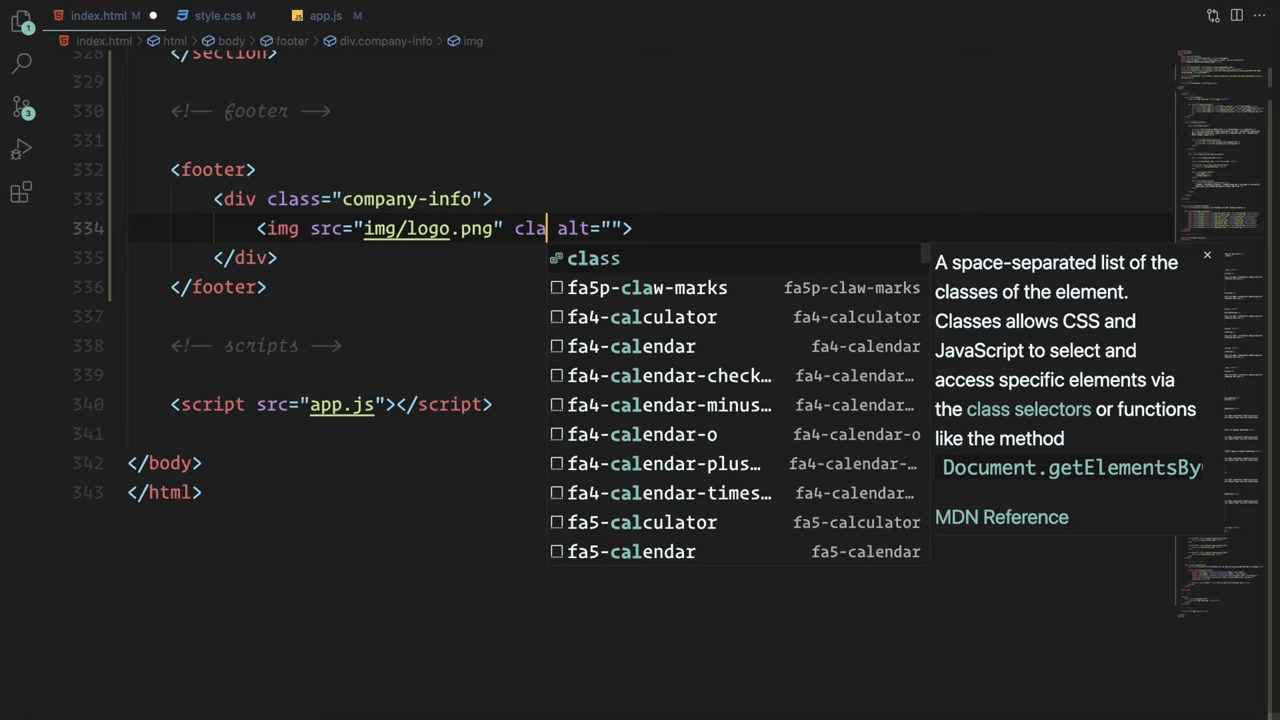 index.html ● style.css M app.js M
index.html > html > body > footer > div.company-info > img
1
3
328 </section>
329
330 <!-- footer -->
331
332 <footer>
333 <div class="company-info">
334 <img src="img/logo.png" cla alt="">
335 </div>
336 </footer>
337
338 <!-- scripts -->
339
340 <script src="app.js"></script>
341
342 </body>
343 </html>
class
fa5p-claw-marks fa5p-claw-marks
fa4-calculator fa4-calculator
fa4-calendar fa4-calendar
fa4-calendar-check… fa4-calendar…
fa4-calendar-minus… fa4-calendar…
fa4-calendar-o fa4-calendar-o
fa4-calendar-plus… fa4-calendar-…
fa4-calendar-times… fa4-calendar…
fa5-calculator fa5-calculator
fa5-calendar fa5-calendar
A space-separated list of the
classes of the element.
Classes allows CSS and
JavaScript to select and
access specific elements via
the class selectors or functions
like the method
Document.getElementsBy
MDN Reference